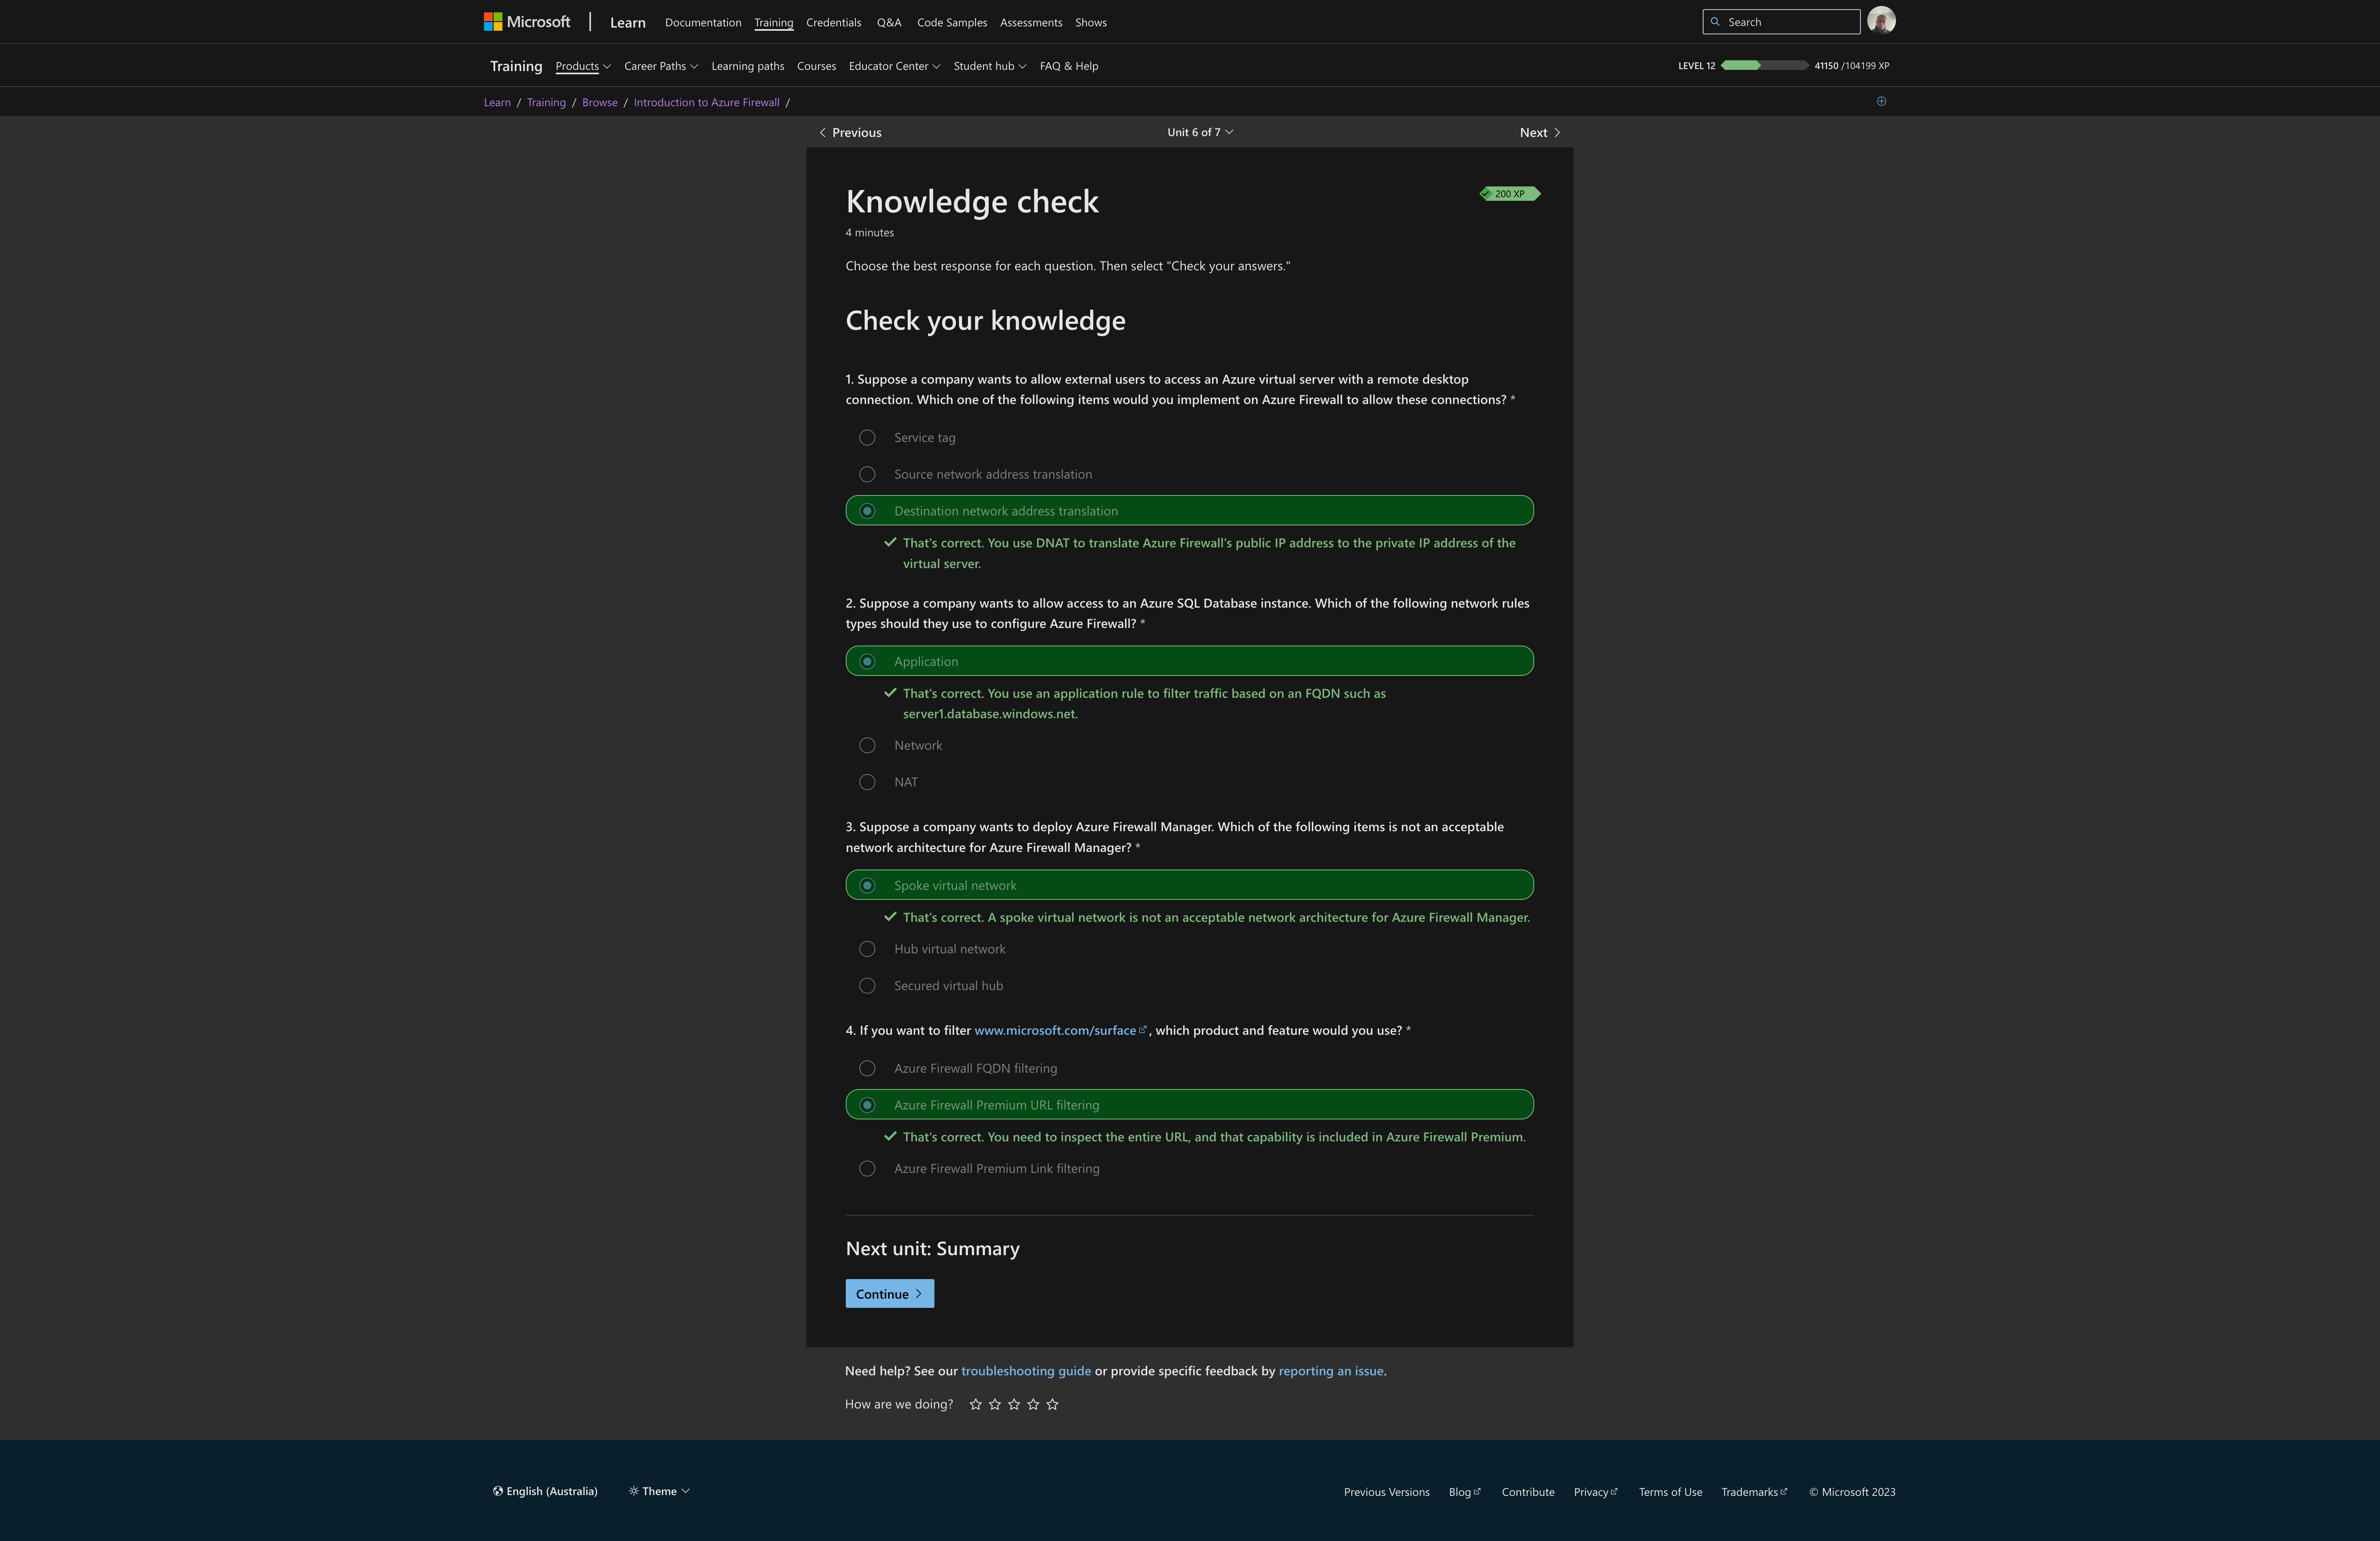 Microsoft
Learn
Documentation Training Credentials Q&A Code Samples Assessments Shows
Search
Training Products Career Paths Learning paths Courses Educator Center Student hub FAQ & Help
LEVEL 12 41150 /104199 XP
Learn / Training / Browse / Introduction to Azure Firewall /
Previous
Unit 6 of 7
Next
Knowledge check
200 XP
4 minutes
Choose the best response for each question. Then select "Check your answers."
Check your knowledge
1. Suppose a company wants to allow external users to access an Azure virtual server with a remote desktop
connection. Which one of the following items would you implement on Azure Firewall to allow these connections? *
Service tag
Source network address translation
Destination network address translation
That's correct. You use DNAT to translate Azure Firewall's public IP address to the private IP address of the
virtual server.
2. Suppose a company wants to allow access to an Azure SQL Database instance. Which of the following network rules
types should they use to configure Azure Firewall? *
Application
That's correct. You use an application rule to filter traffic based on an FQDN such as
server1.database.windows.net.
Network
NAT
3. Suppose a company wants to deploy Azure Firewall Manager. Which of the following items is not an acceptable
network architecture for Azure Firewall Manager? *
Spoke virtual network
That's correct. A spoke virtual network is not an acceptable network architecture for Azure Firewall Manager.
Hub virtual network
Secured virtual hub
4. If you want to filter www.microsoft.com/surface , which product and feature would you use? *
Azure Firewall FQDN filtering
Azure Firewall Premium URL filtering
That's correct. You need to inspect the entire URL, and that capability is included in Azure Firewall Premium.
Azure Firewall Premium Link filtering
Next unit: Summary
Continue
Need help? See our troubleshooting guide or provide specific feedback by reporting an issue.
How are we doing?
English (Australia)
Theme
Previous Versions Blog Contribute Privacy Terms of Use Trademarks © Microsoft 2023